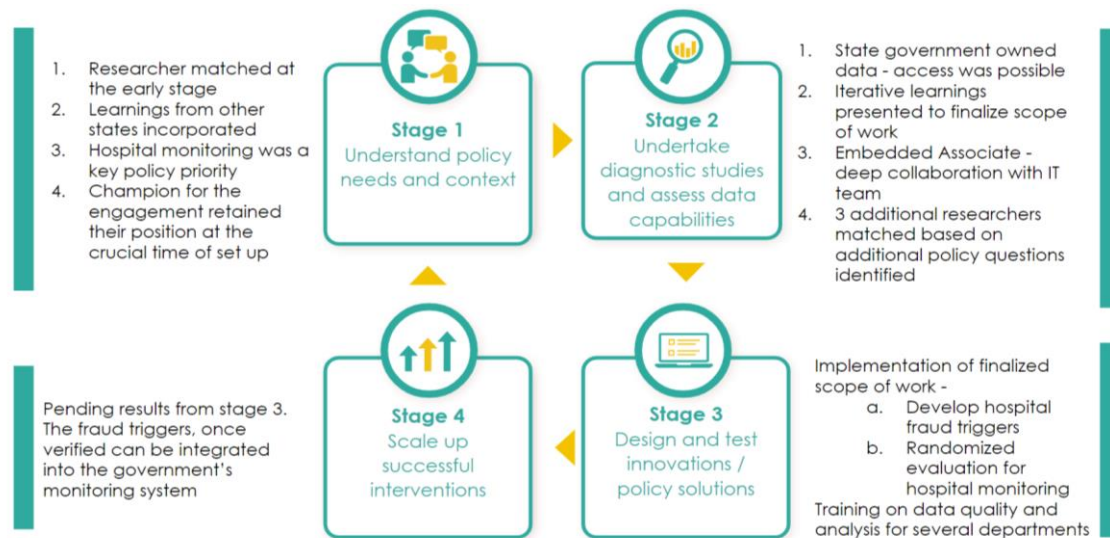 1. Researcher matched at
the early stage
2. Learnings from other
states incorporated
3. Hospital monitoring was a
key policy priority
4. Champion for the
engagement retained
their position at the
crucial time of set up
Stage 1
Understand policy
needs and context
Stage 2
Undertake
diagnostic studies
and assess data
capabilities
1. State government owned
data - access was possible
2. Iterative learnings
presented to finalize scope
of work
3. Embedded Associate -
deep collaboration with IT
team
4. 3 additional researchers
matched based on
additional policy questions
identified
Pending results from stage 3.
The fraud triggers, once
verified can be integrated
into the government's
monitoring system
Stage 4
Scale up
successful
interventions
Stage 3
Design and test
innovations /
policy solutions
Implementation of finalized
scope of work -
a. Develop hospital
fraud triggers
b. Randomized
evaluation for
hospital monitoring
Training on data quality and
analysis for several departments